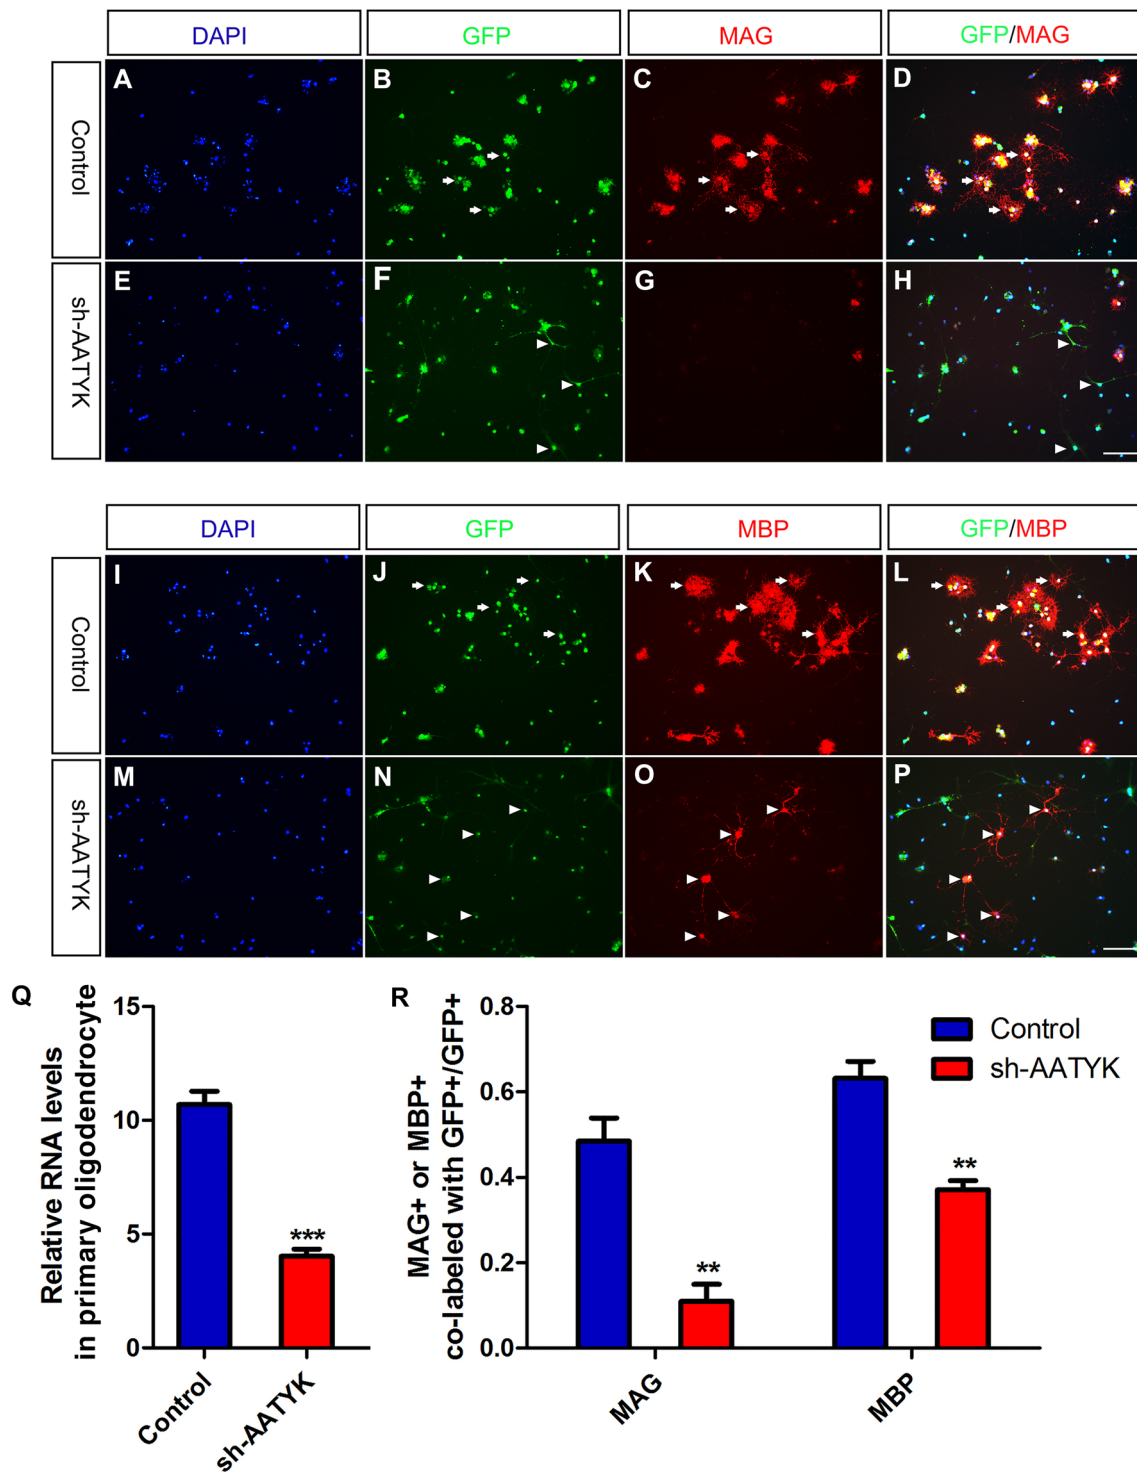 DAPI GFP MAG GFP/MAG
Control
A B C D
sh-AATYK
E F G H
DAPI GFP MBP GFP/MBP
Control
I J K L
sh-AATYK
M N O P
Q
Relative RNA levels
in primary oligodendrocyte
15
10
5
0
***
Control
sh-AATYK
R
MAG+ or MBP+
co-labeled with GFP+/GFP+
0.8
0.6
0.4
0.2
0.0
**
**
MAG
MBP
Control
sh-AATYK